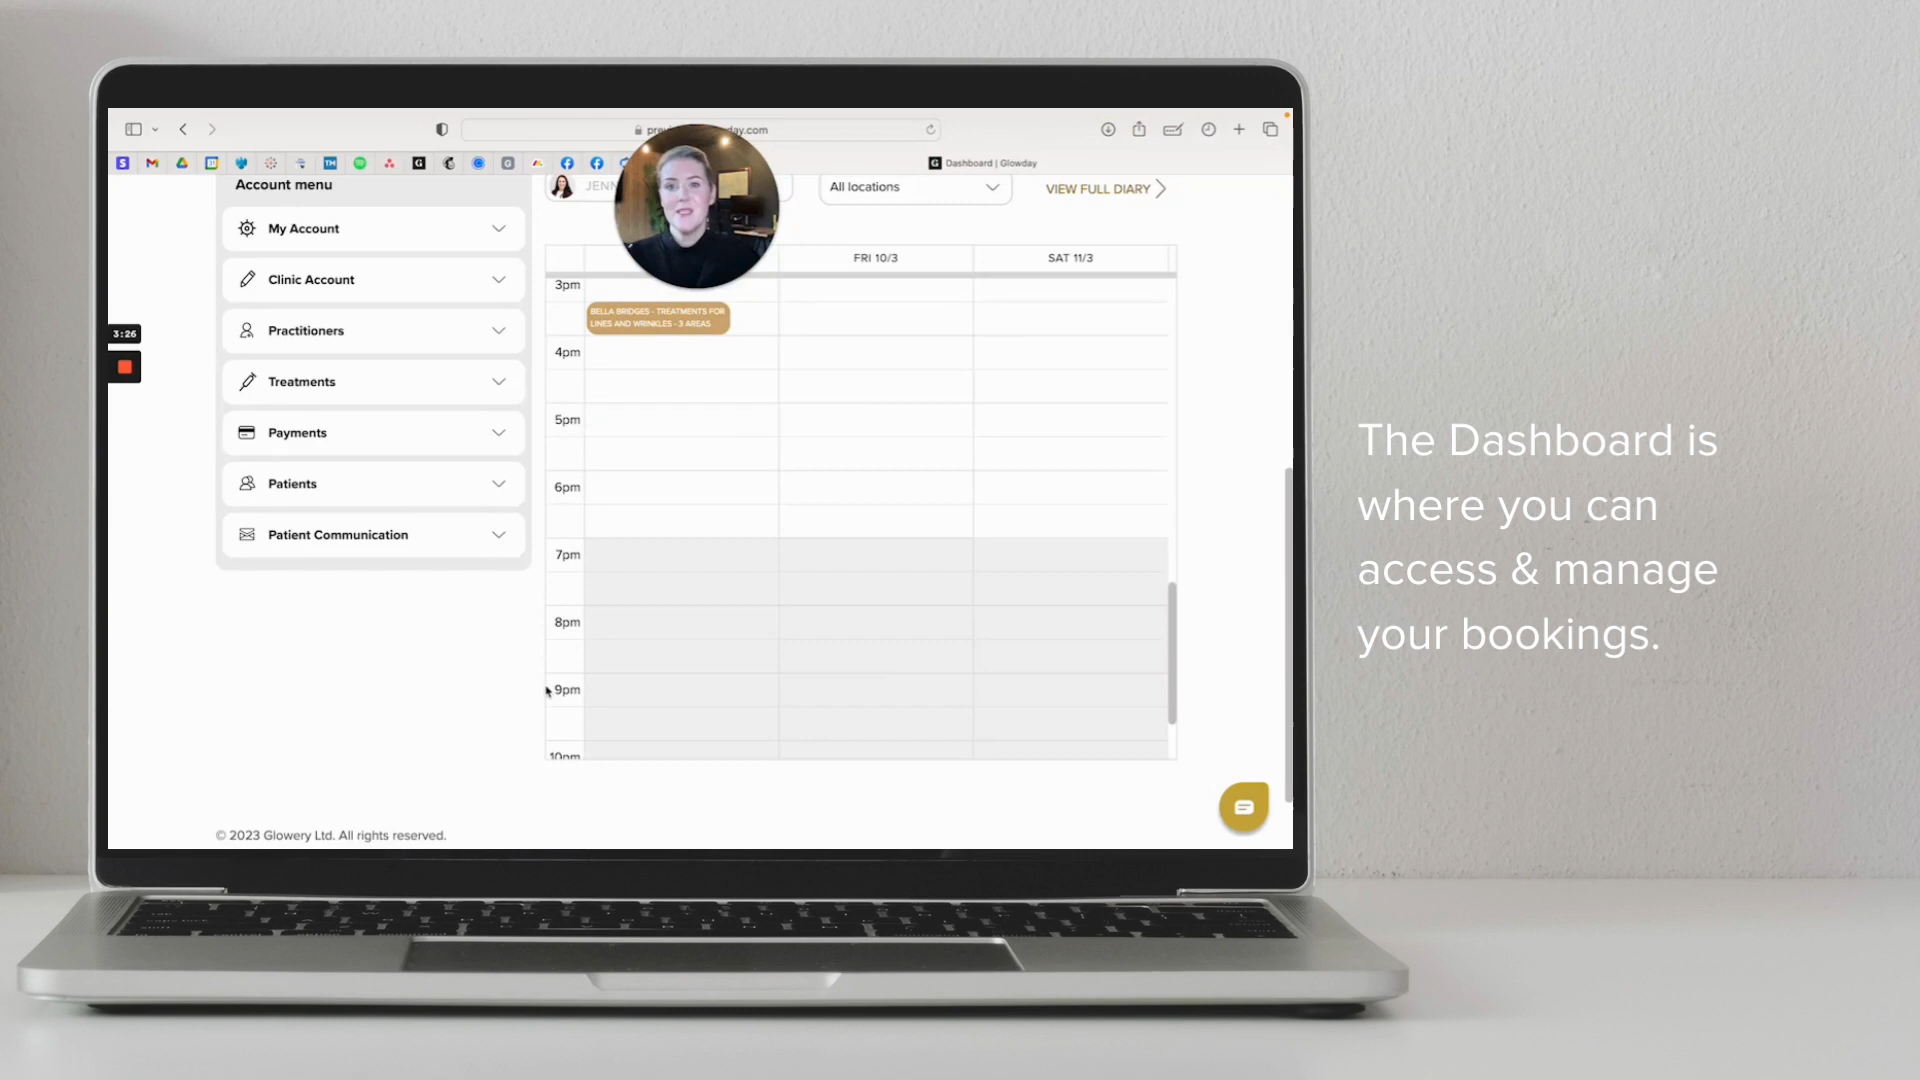 day.com
Dashboard | Glowday
Account menu
All locations
VIEW FULL DIARY
My Account
Clinic Account
Practitioners
Treatments
Payments
Patients
Patient Communication
FRI 10/3
SAT 11/3
3pm
BELLA BRIDGES - TREATMENTS FOR
LINES AND WRINKLES - 3 AREAS
4pm
5pm
6pm
7pm
8pm
9pm
10pm
3:26
© 2023 Glowery Ltd. All rights reserved.
The Dashboard is
where you can
access & manage
your bookings.